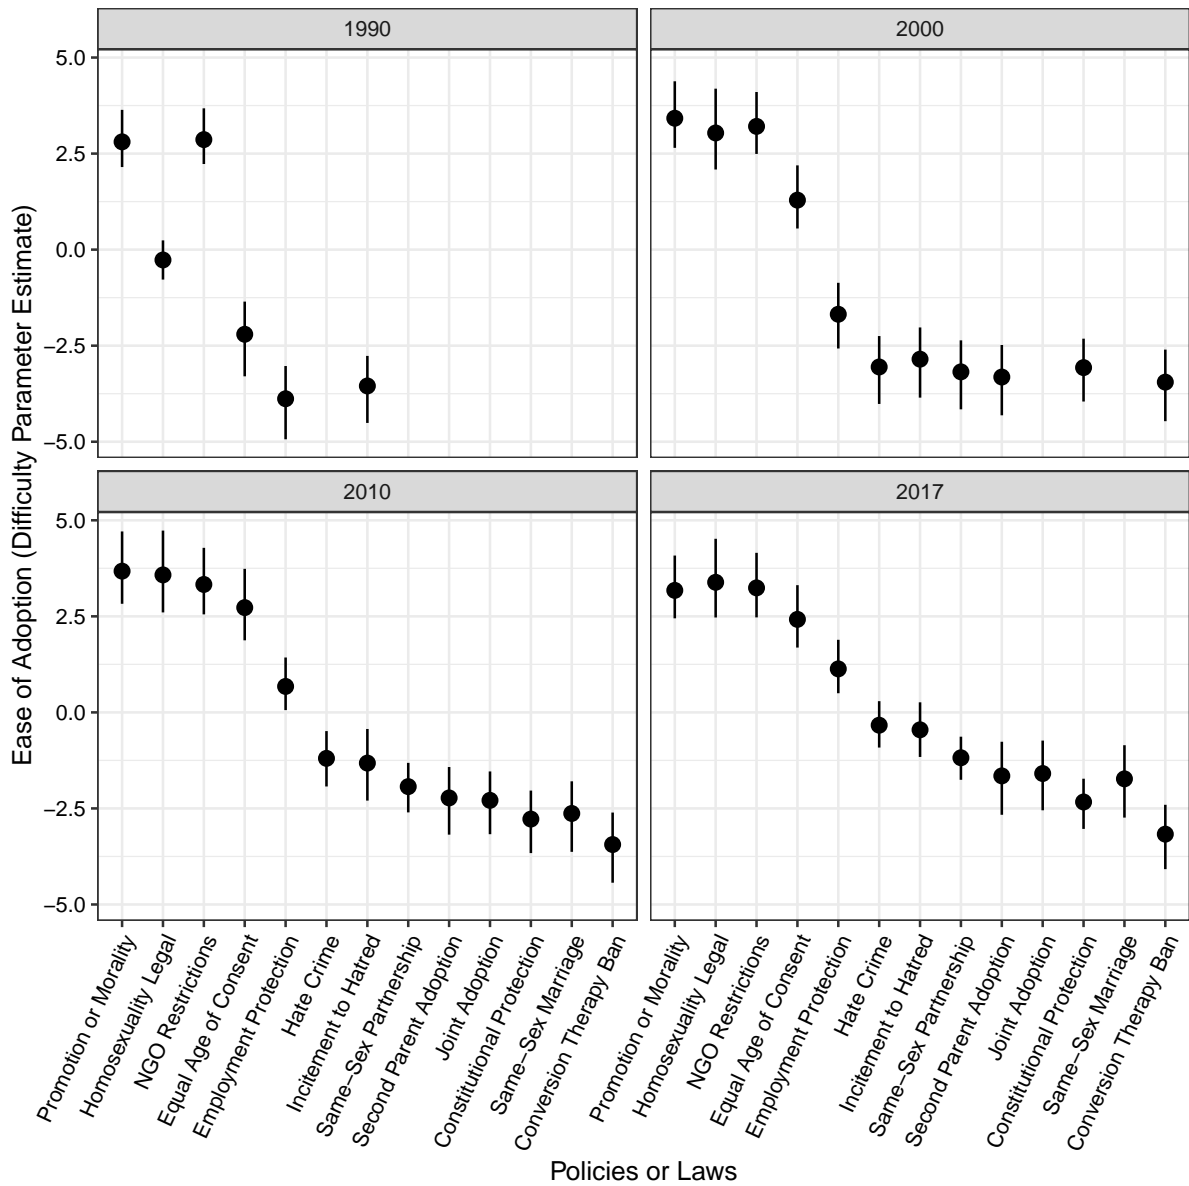 1990
2000
5.0
2.5
0.0
−2.5
−5.0
2010
2017
5.0
2.5
0.0
−2.5
−5.0
Ease of Adoption (Difficulty Parameter Estimate)
Promotion or Morality
Homosexuality Legal
NGO Restrictions
Equal Age of Consent
Employment Protection
Hate Crime
Incitement to Hatred
Same−Sex Partnership
Second Parent Adoption
Joint Adoption
Constitutional Protection
Same−Sex Marriage
Conversion Therapy Ban
Promotion or Morality
Homosexuality Legal
NGO Restrictions
Equal Age of Consent
Employment Protection
Hate Crime
Incitement to Hatred
Same−Sex Partnership
Second Parent Adoption
Joint Adoption
Constitutional Protection
Same−Sex Marriage
Conversion Therapy Ban
Policies or Laws